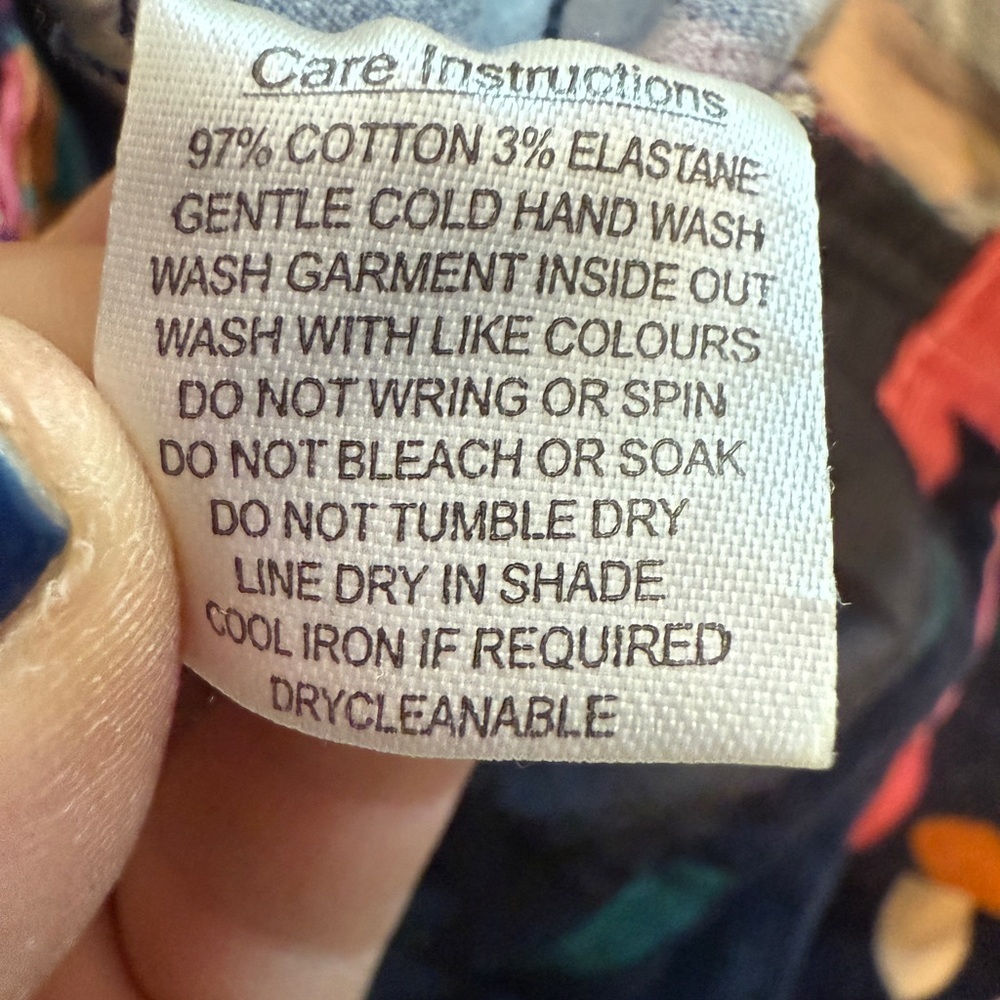 Care Instructions
97% COTTON 3% ELASTANE
GENTLE COLD HAND WASH
WASH GARMENT INSIDE OUT
WASH WITH LIKE COLOURS
DO NOT WRING OR SPIN
DO NOT BLEACH OR SOAK
DO NOT TUMBLE DRY
LINE DRY IN SHADE
COOL IRON IF REQUIRED
DRYCLEANABLE